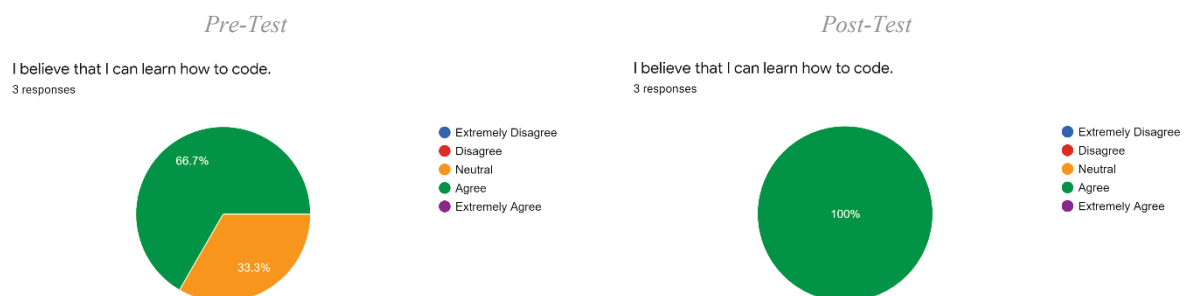 Pre-Test
I believe that I can learn how to code.
3 responses
66.7%
33.3%
Extremely Disagree
Disagree
Neutral
Agree
Extremely Agree
Post-Test
I believe that I can learn how to code.
3 responses
100%
Extremely Disagree
Disagree
Neutral
Agree
Extremely Agree